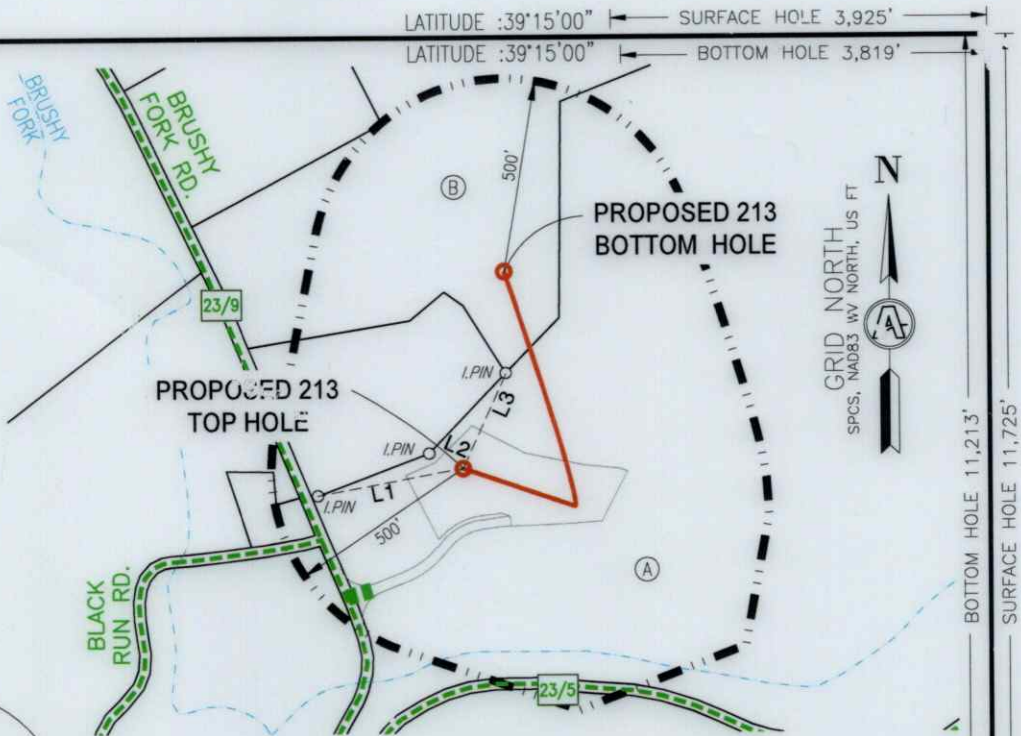 LATITUDE :39°15'00"
SURFACE HOLE 3,925'
LATITUDE :39°15'00"
BOTTOM HOLE 3,819'
BRUSHY
FORK
BRUSHY
FORK RD.
500'
B
PROPOSED 213
BOTTOM HOLE
N
GRID NORTH
SPCS, NAD83 WV NORTH, US FT
23/9
I.PIN
PROPOSED 213
TOP HOLE
L3
I.PIN
L2
L1
I.PIN
500'
A
BLACK
RUN RD.
23/5
BOTTOM HOLE 11,213'
SURFACE HOLE 11,725'